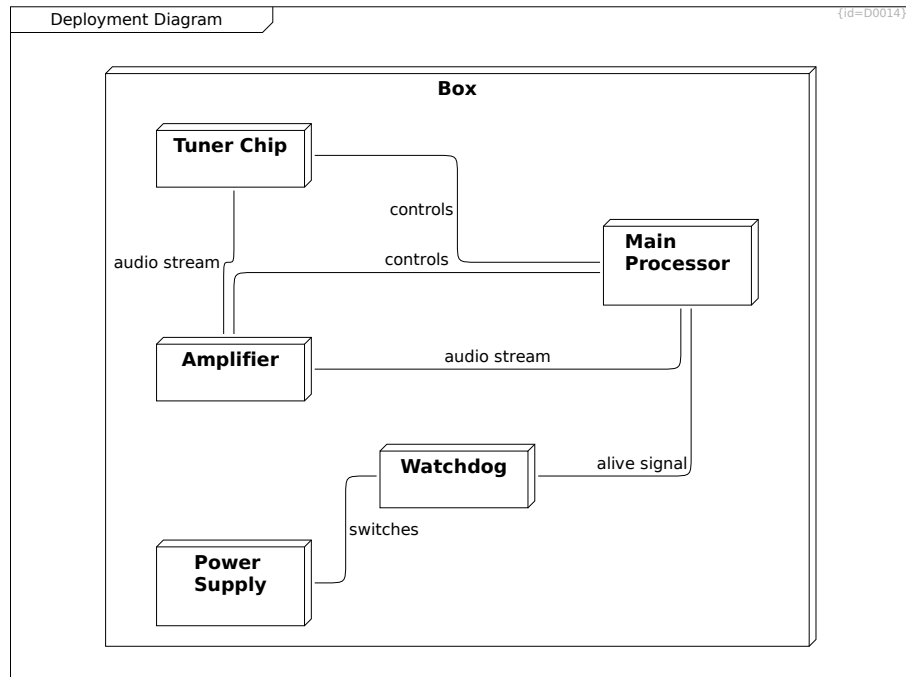 Deployment Diagram
{id=D0014}
Box
Tuner Chip
controls
Main
Processor
audio stream
controls
Amplifier
audio stream
Watchdog
alive signal
switches
Power
Supply